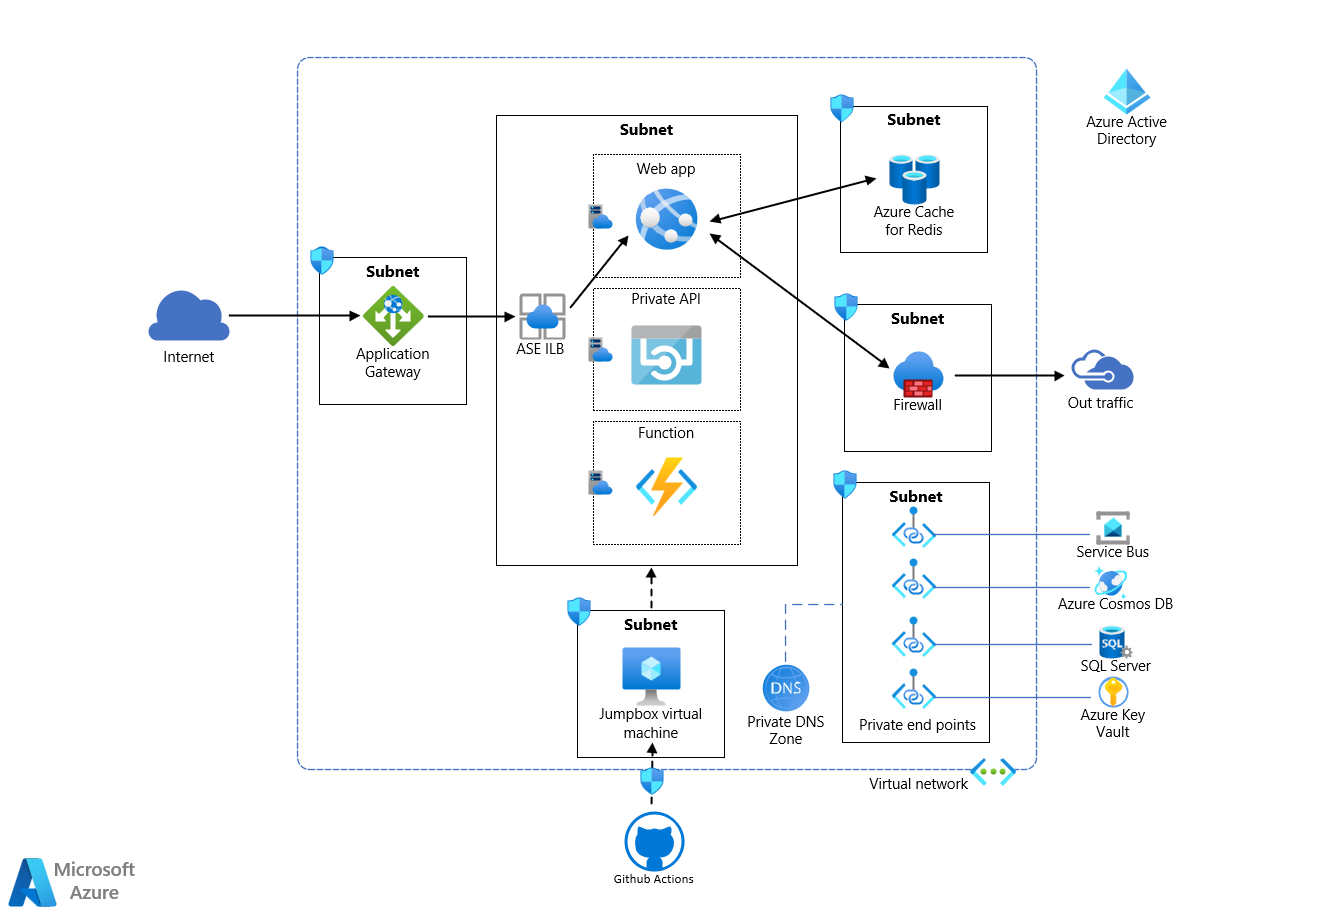 Azure Active
Directory
Subnet
Web app
Subnet
Azure Cache
for Redis
Subnet
Application
Gateway
Internet
ASE ILB
Private API
Function
Subnet
Firewall
Out traffic
Subnet
Private end points
Service Bus
Azure Cosmos DB
SQL
SQL Server
Azure Key
Vault
Subnet
Jumpbox virtual
machine
DNS
Private DNS
Zone
Virtual network
Github Actions
Microsoft
Azure